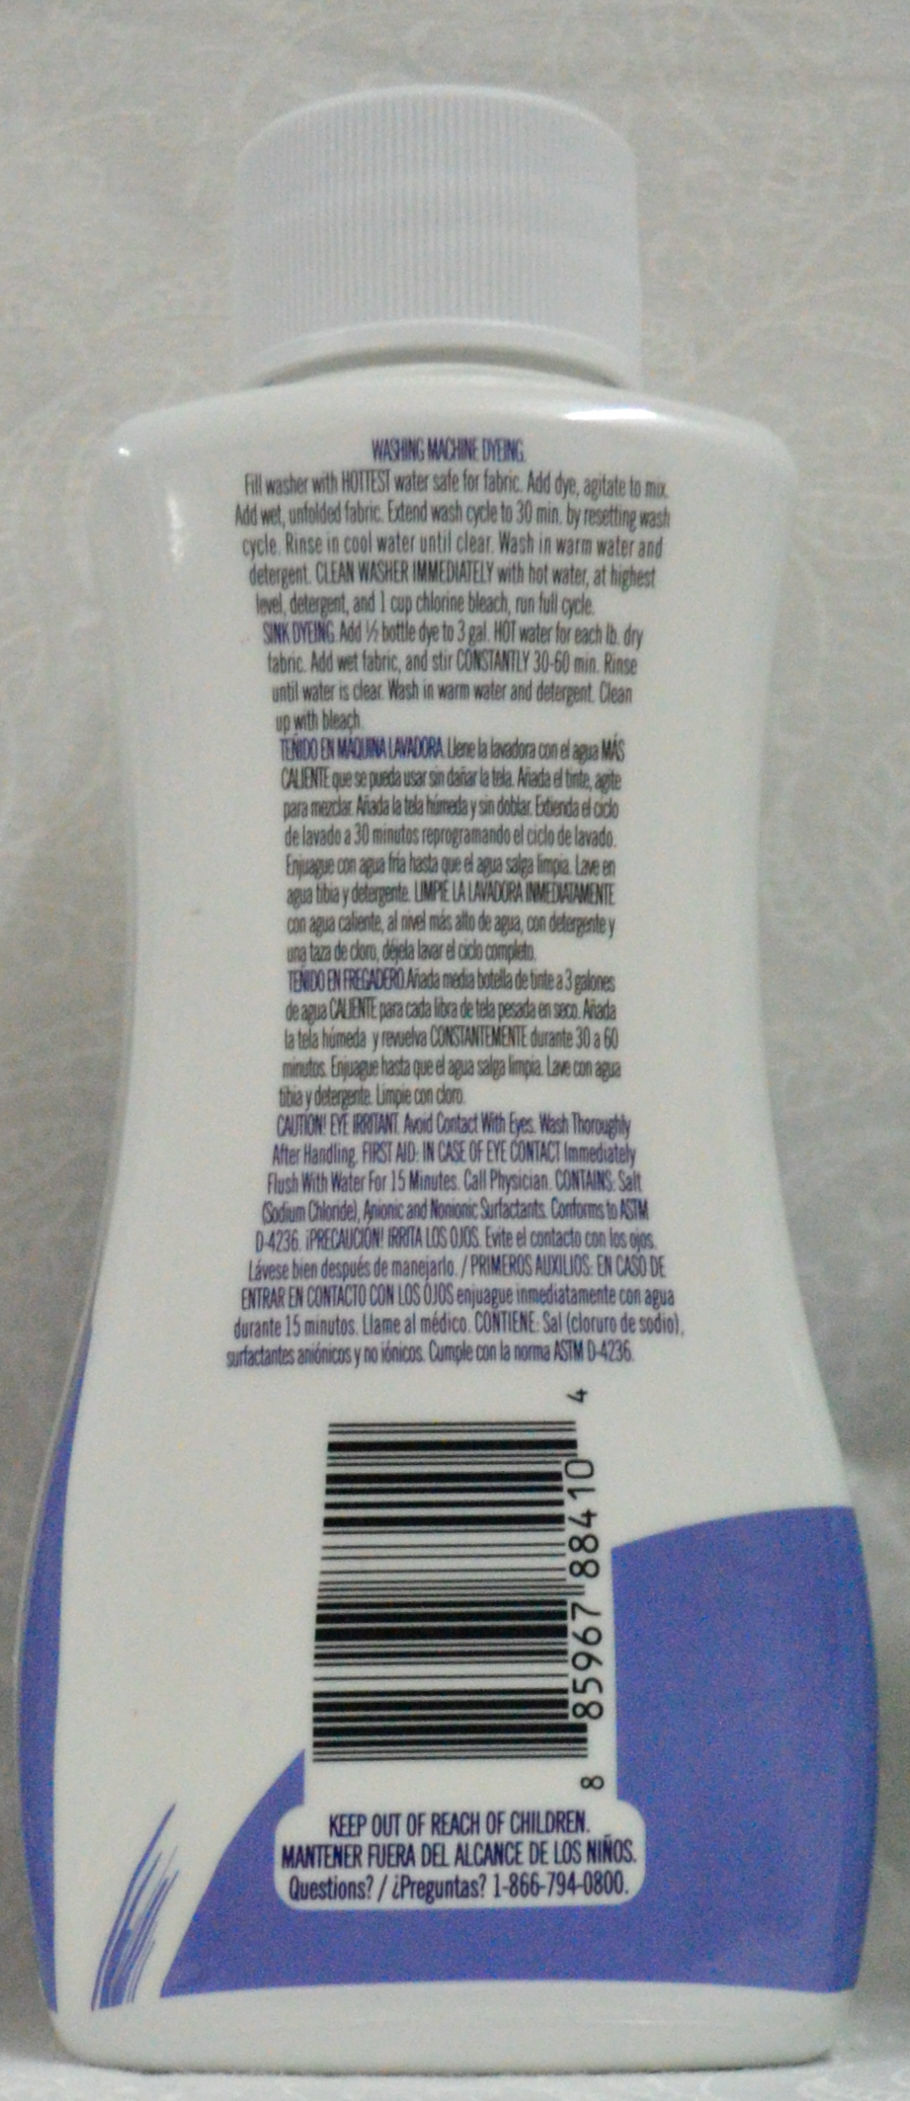 WASHING MACHINE DYEING.
Fill washer with HOTTEST water safe for fabric. Add dye, agitate to mix.
Add wet, unfolded fabric. Extend wash cycle to 30 min. by resetting wash
cycle. Rinse in cool water until clear. Wash in warm water and
detergent. CLEAN WASHER IMMEDIATELY with hot water, at highest
level, detergent, and 1 cup chlorine bleach, run full cycle.
SINK DYEING. Add ½ bottle dye to 3 gal. HOT water for each lb. dry
fabric. Add wet fabric, and stir CONSTANTLY 30-60 min. Rinse
until water is clear. Wash in warm water and detergent. Clean
up with bleach.
TEÑIDO EN MÁQUINA LAVADORA. Llene la lavadora con el agua MÁS
CALIENTE que se pueda usar sin dañar la tela. Añada el tinte, agite
para mezclar. Añada la tela húmeda y sin doblar. Extienda el ciclo
de lavado a 30 minutos reprogramando el ciclo de lavado.
Enjuague con agua fría hasta que el agua salga limpia. Lave en
agua tibia y detergente. LIMPIE LA LAVADORA INMEDIATAMENTE
con agua caliente, al nivel más alto de agua, con detergente y
una taza de cloro, déjela lavar el ciclo completo.
TEÑIDO EN FREGADERO. Añada media botella de tinte a 3 galones
de agua CALIENTE para cada libra de tela pesada en seco. Añada
la tela húmeda y revuelva CONSTANTEMENTE durante 30 a 60
minutos. Enjuague hasta que el agua salga limpia. Lave con agua
tibia y detergente. Limpie con cloro.
CAUTION! EYE IRRITANT. Avoid Contact With Eyes. Wash Thoroughly
After Handling. FIRST AID: IN CASE OF EYE CONTACT Immediately
Flush With Water For 15 Minutes. Call Physician. CONTAINS: Salt
(Sodium Chloride), Anionic and Nonionic Surfactants. Conforms to ASTM
D-4236. ¡PRECAUCIÓN! IRRITA LOS OJOS. Evite el contacto con los ojos.
Lávese bien después de manejarlo. / PRIMEROS AUXILIOS: EN CASO DE
ENTRAR EN CONTACTO CON LOS OJOS enjuague inmediatamente con agua
durante 15 minutos. Llame al médico. CONTIENE: Sal (cloruro de sodio),
surfactantes aniónicos y no iónicos. Cumple con la norma ASTM D-4236.
8 85967 88410 4
KEEP OUT OF REACH OF CHILDREN.
MANTENER FUERA DEL ALCANCE DE LOS NIÑOS.
Questions? / ¿Preguntas? 1-866-794-0800.